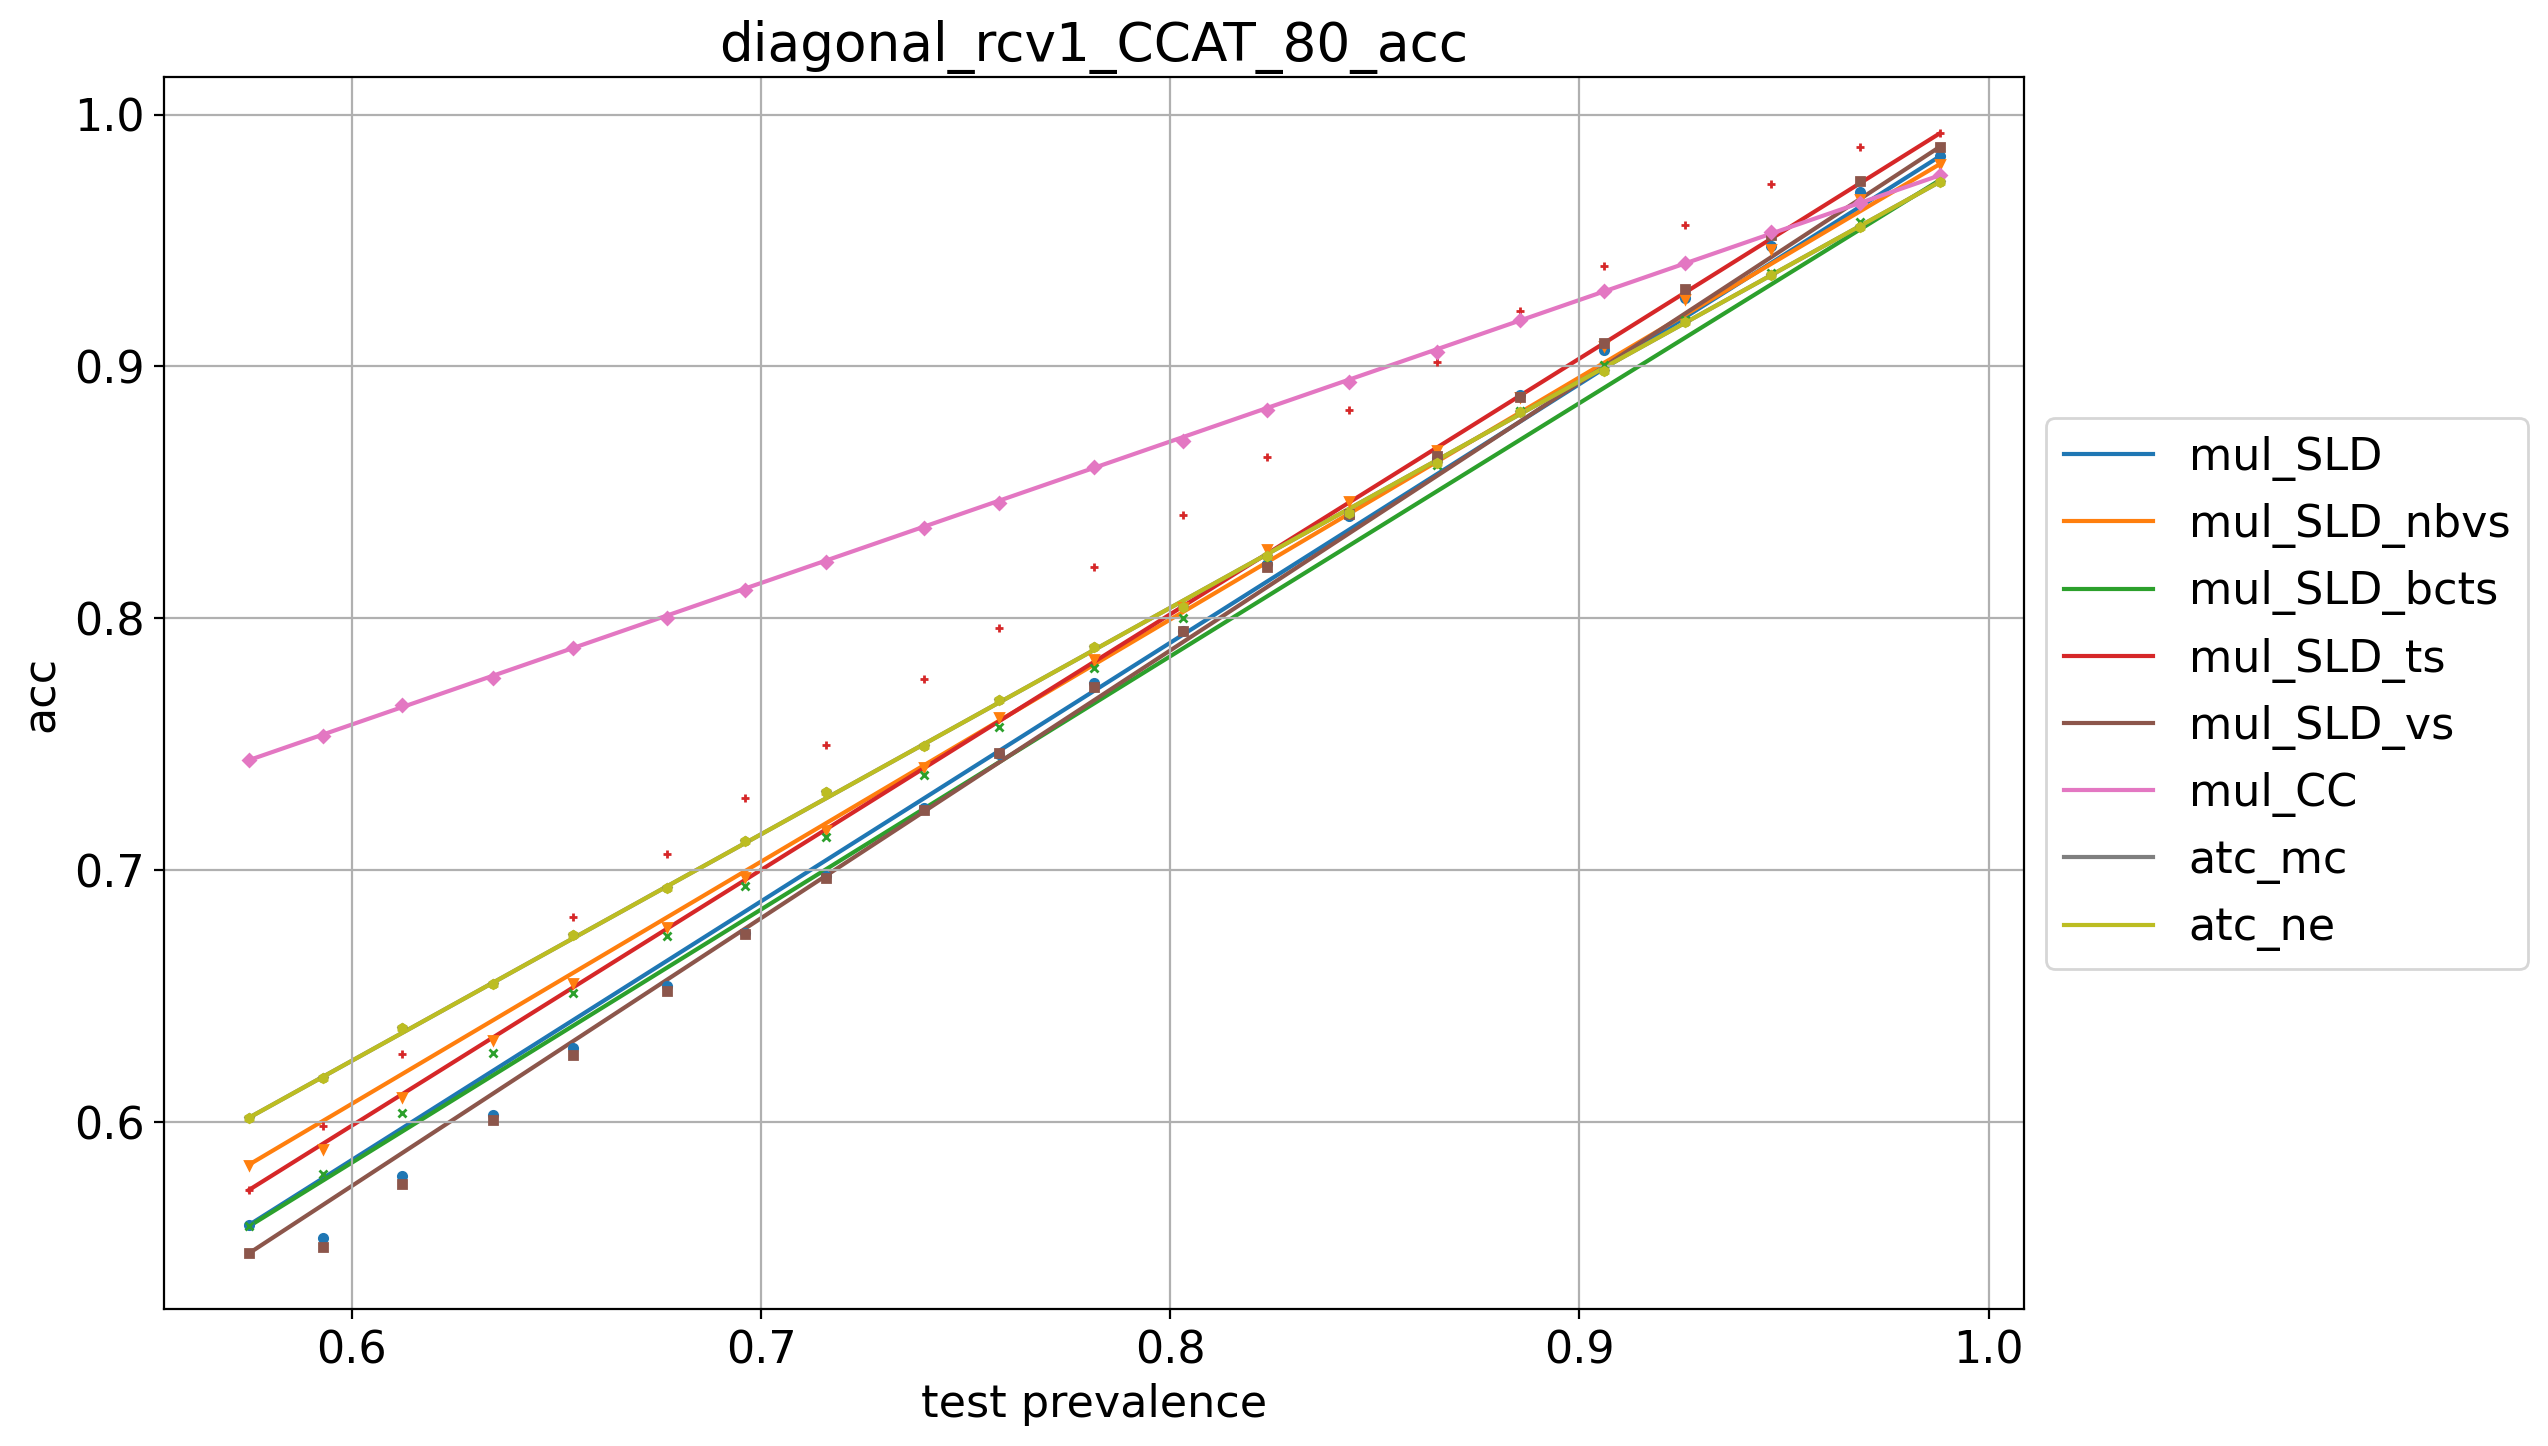 diagonal_rcv1_CCAT_80_acc
1.0
0.9
0.8
0.7
0.6
acc
0.6
0.7
0.8
0.9
1.0
test prevalence
mul_SLD
mul_SLD_nbvs
mul_SLD_bcts
mul_SLD_ts
mul_SLD_vs
mul_CC
atc_mc
atc_ne